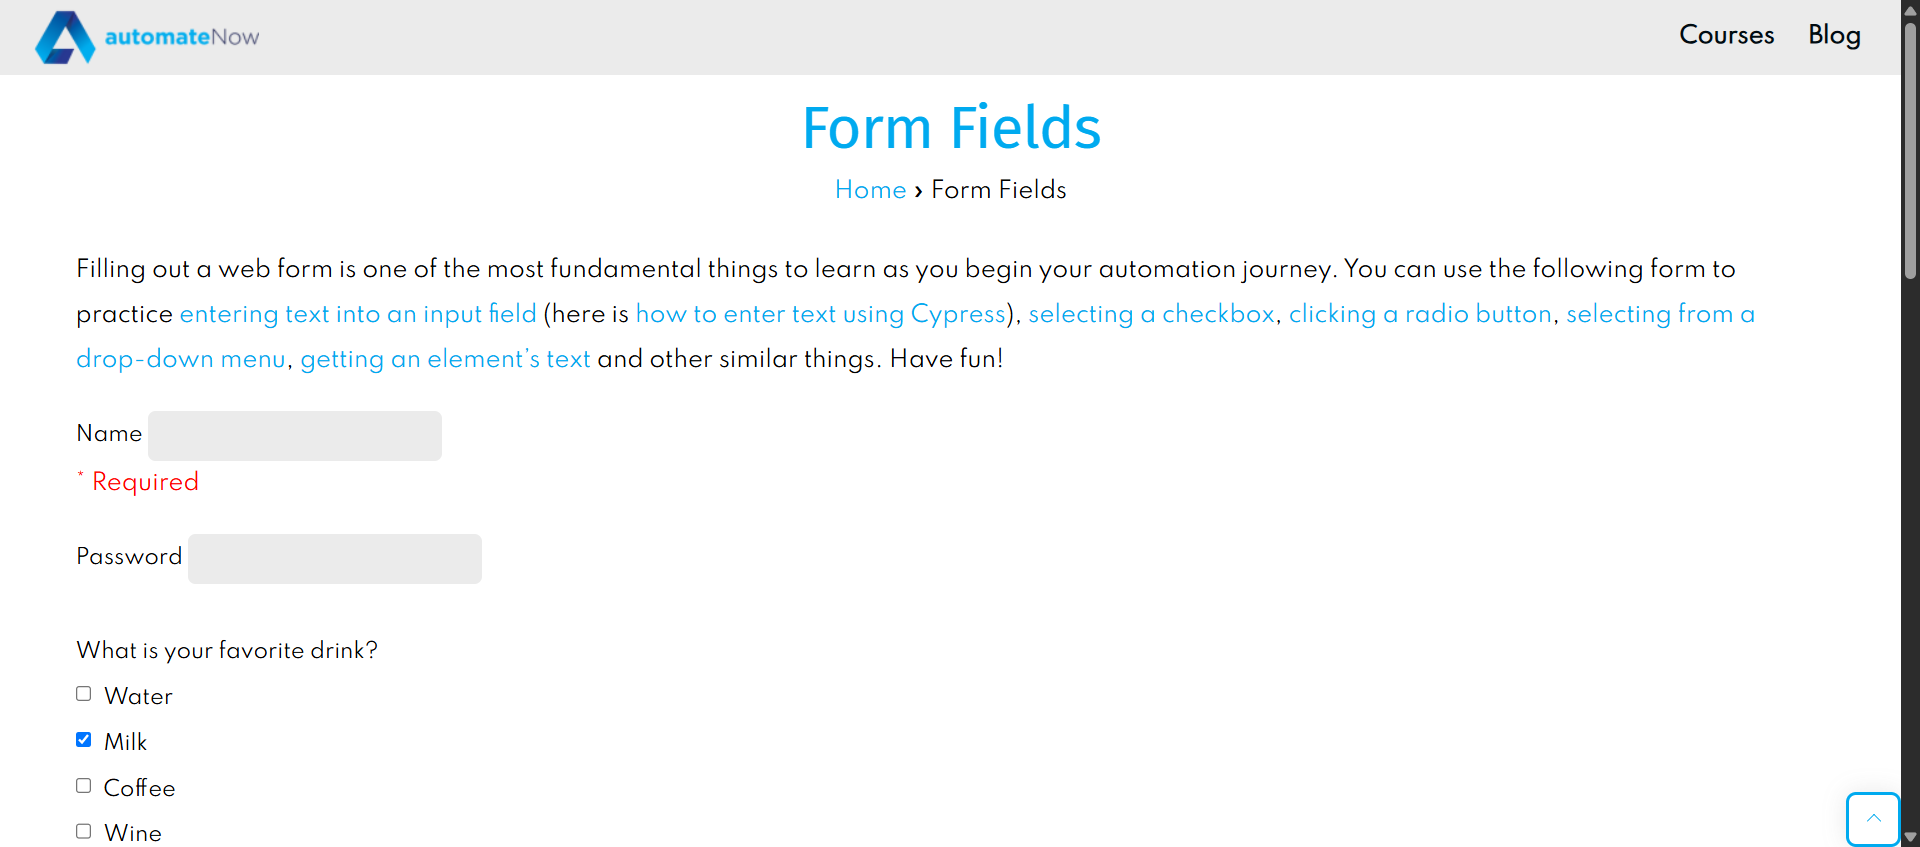 automateNow
Courses Blog
Form Fields
Home › Form Fields
Filling out a web form is one of the most fundamental things to learn as you begin your automation journey. You can use the following form to
practice entering text into an input field (here is how to enter text using Cypress), selecting a checkbox, clicking a radio button, selecting from a
drop-down menu, getting an element’s text and other similar things. Have fun!
Name
* Required
Password
What is your favorite drink?
Water
Milk
Coffee
Wine